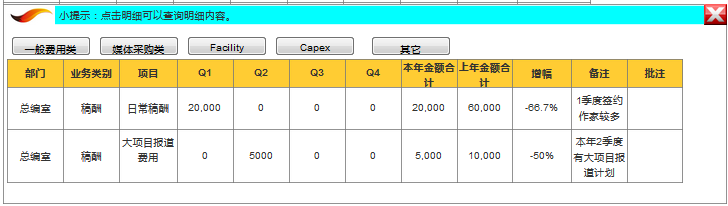 小提示：点击明细可以查询明细内容。
一般费用类 媒体采购类 Facility Capex 其它
部门 业务类别 项目 Q1 Q2 Q3 Q4 本年金额合计 上年金额合计 增幅 备注 批注
总编室 稿酬 日常稿酬 20,000 0 0 0 20,000 60,000 -66.7% 1季度签约作家较多
总编室 稿酬 大项目报道费用 0 5000 0 0 5,000 10,000 -50% 本年2季度有大项目报道计划